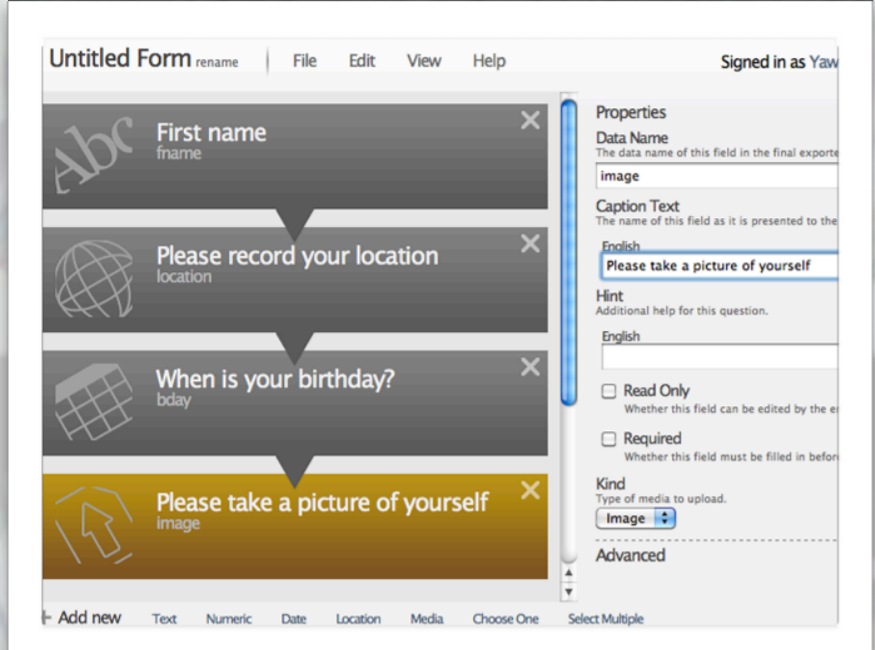 Untitled Form rename File Edit View Help Signed in as Yaw
Abc
First name
fname
Please record your location
location
When is your birthday?
bday
Please take a picture of yourself
image
Properties
Data Name
The data name of this field in the final exporte
image
Caption Text
The name of this field as it is presented to the
English
Please take a picture of yourself
Hint
Additional help for this question.
English
Read Only
Whether this field can be edited by the e
Required
Whether this field must be filled in befor
Kind
Type of media to upload.
Image
Advanced
+ Add new Text Numeric Date Location Media Choose One Select Multiple